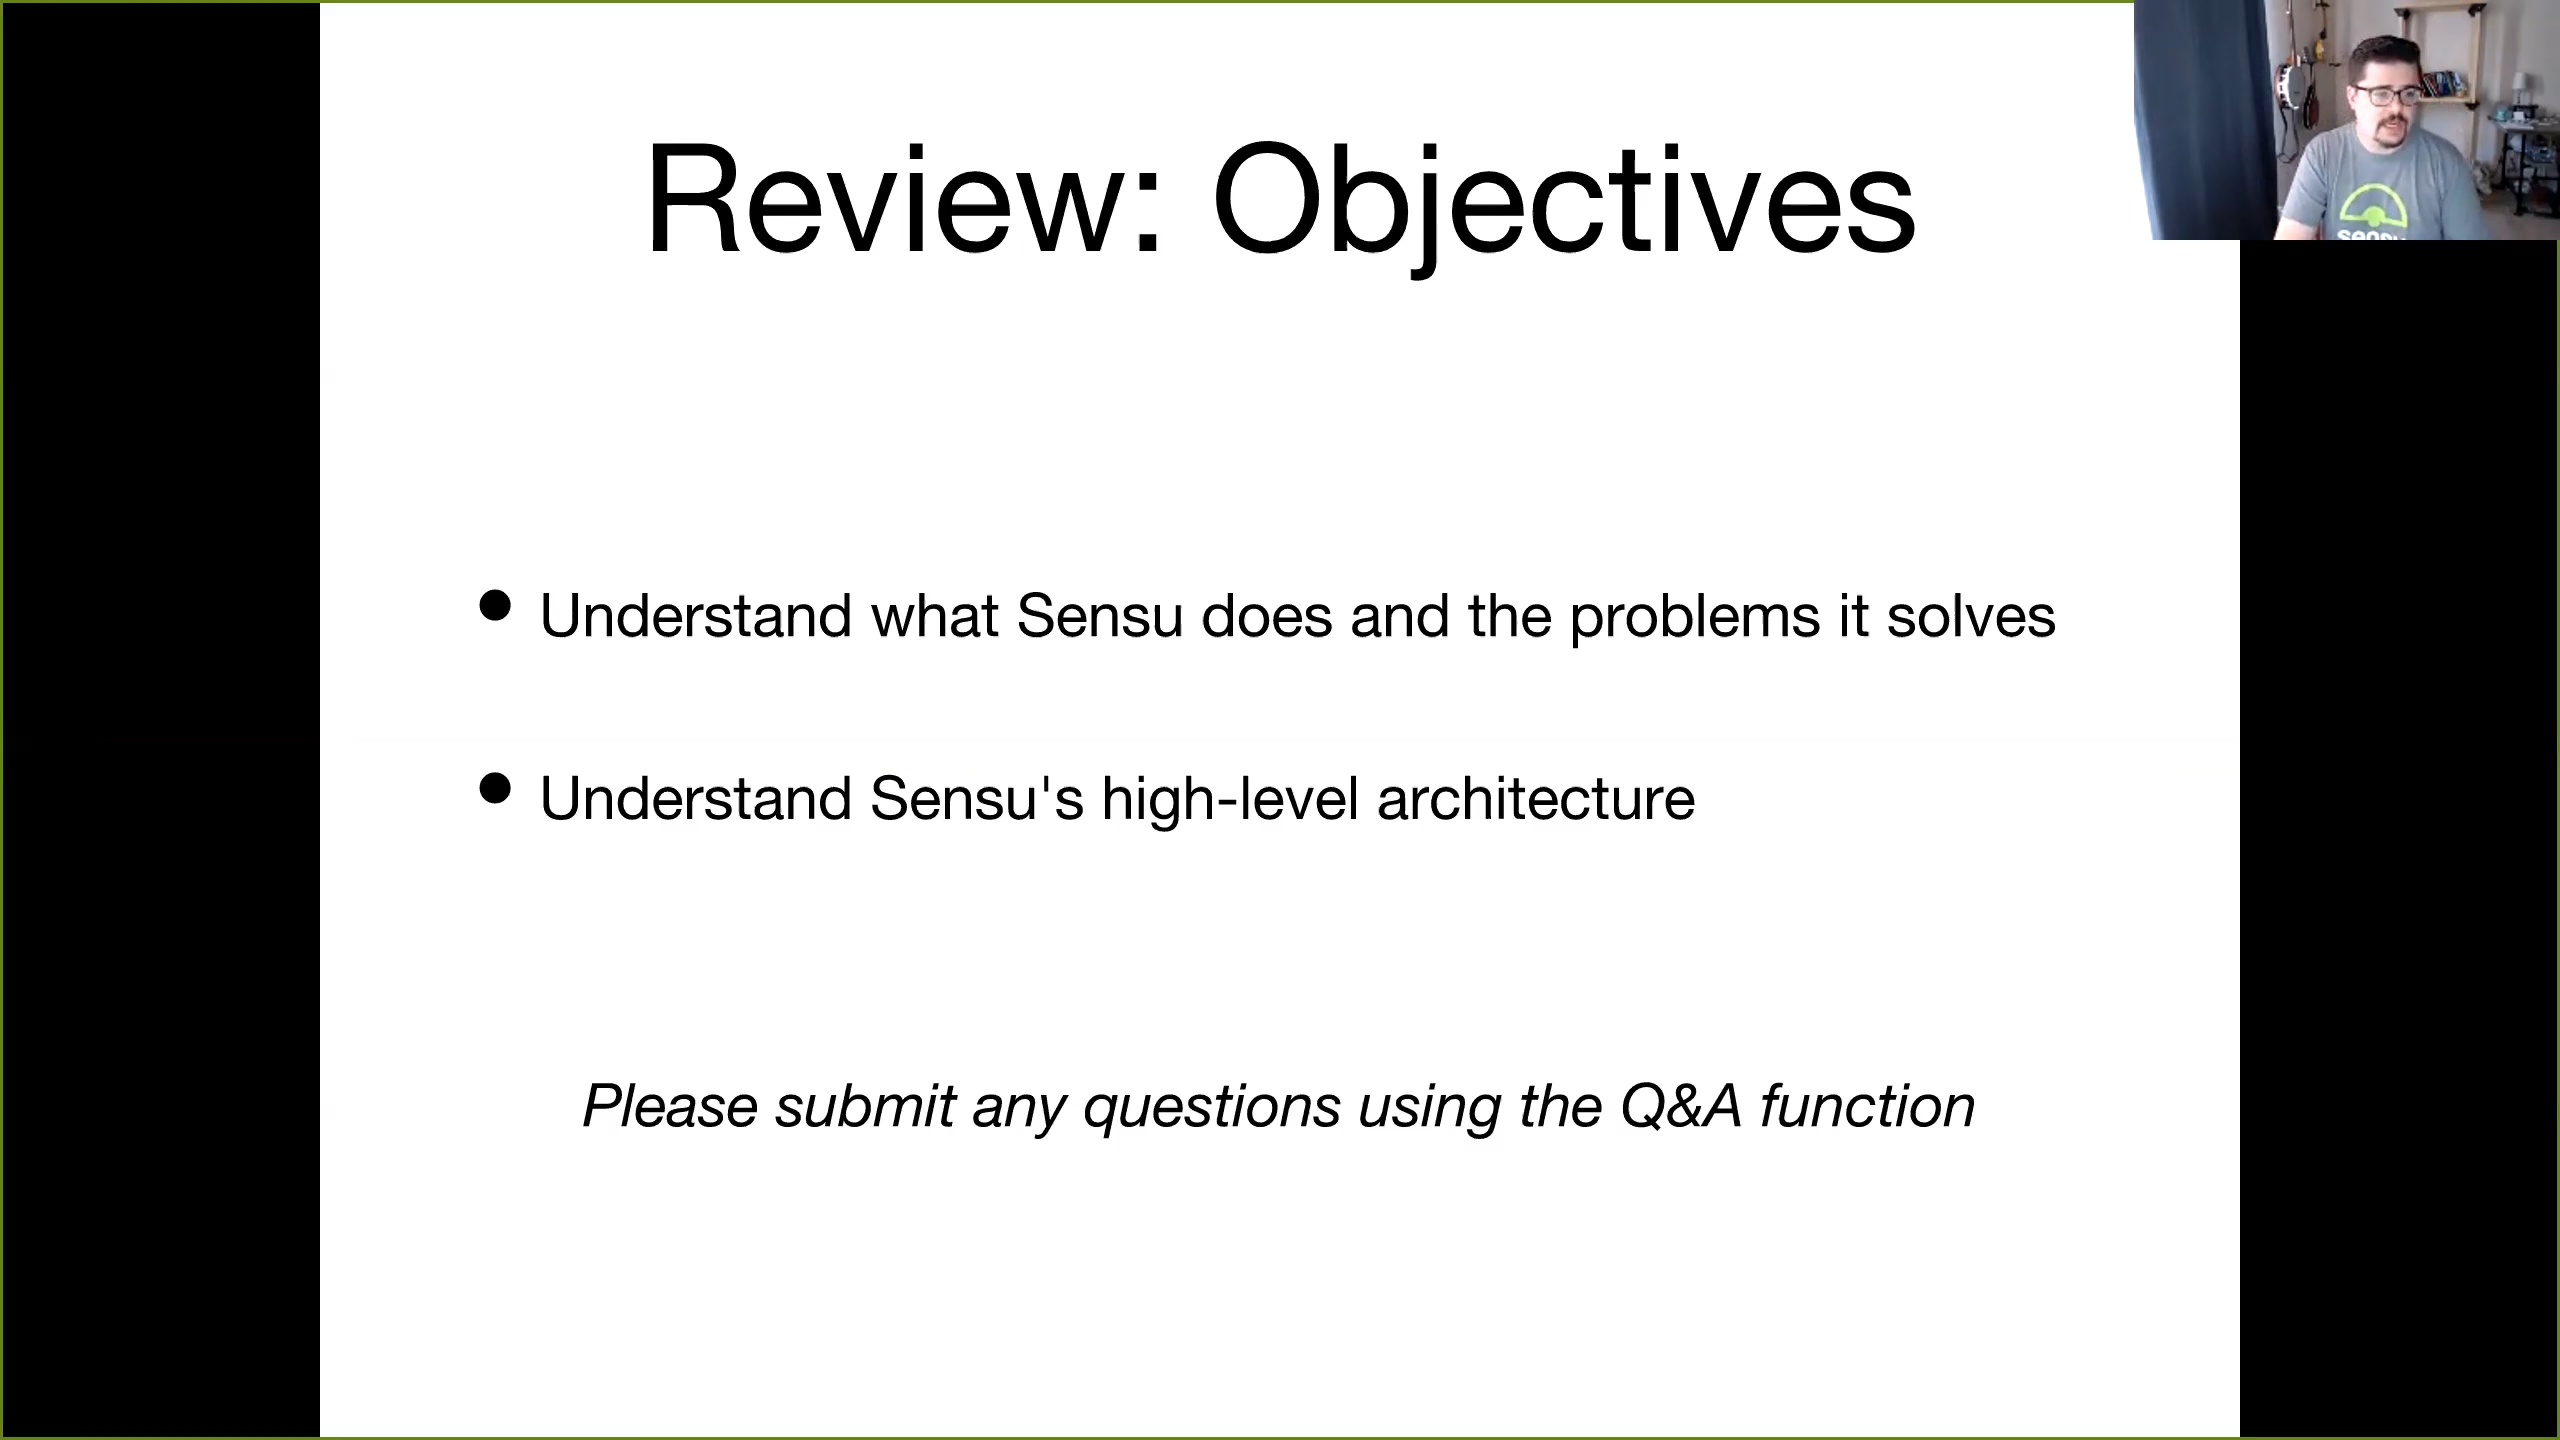 Review: Objectives
sensu
• Understand what Sensu does and the problems it solves
• Understand Sensu's high-level architecture
Please submit any questions using the Q&A function